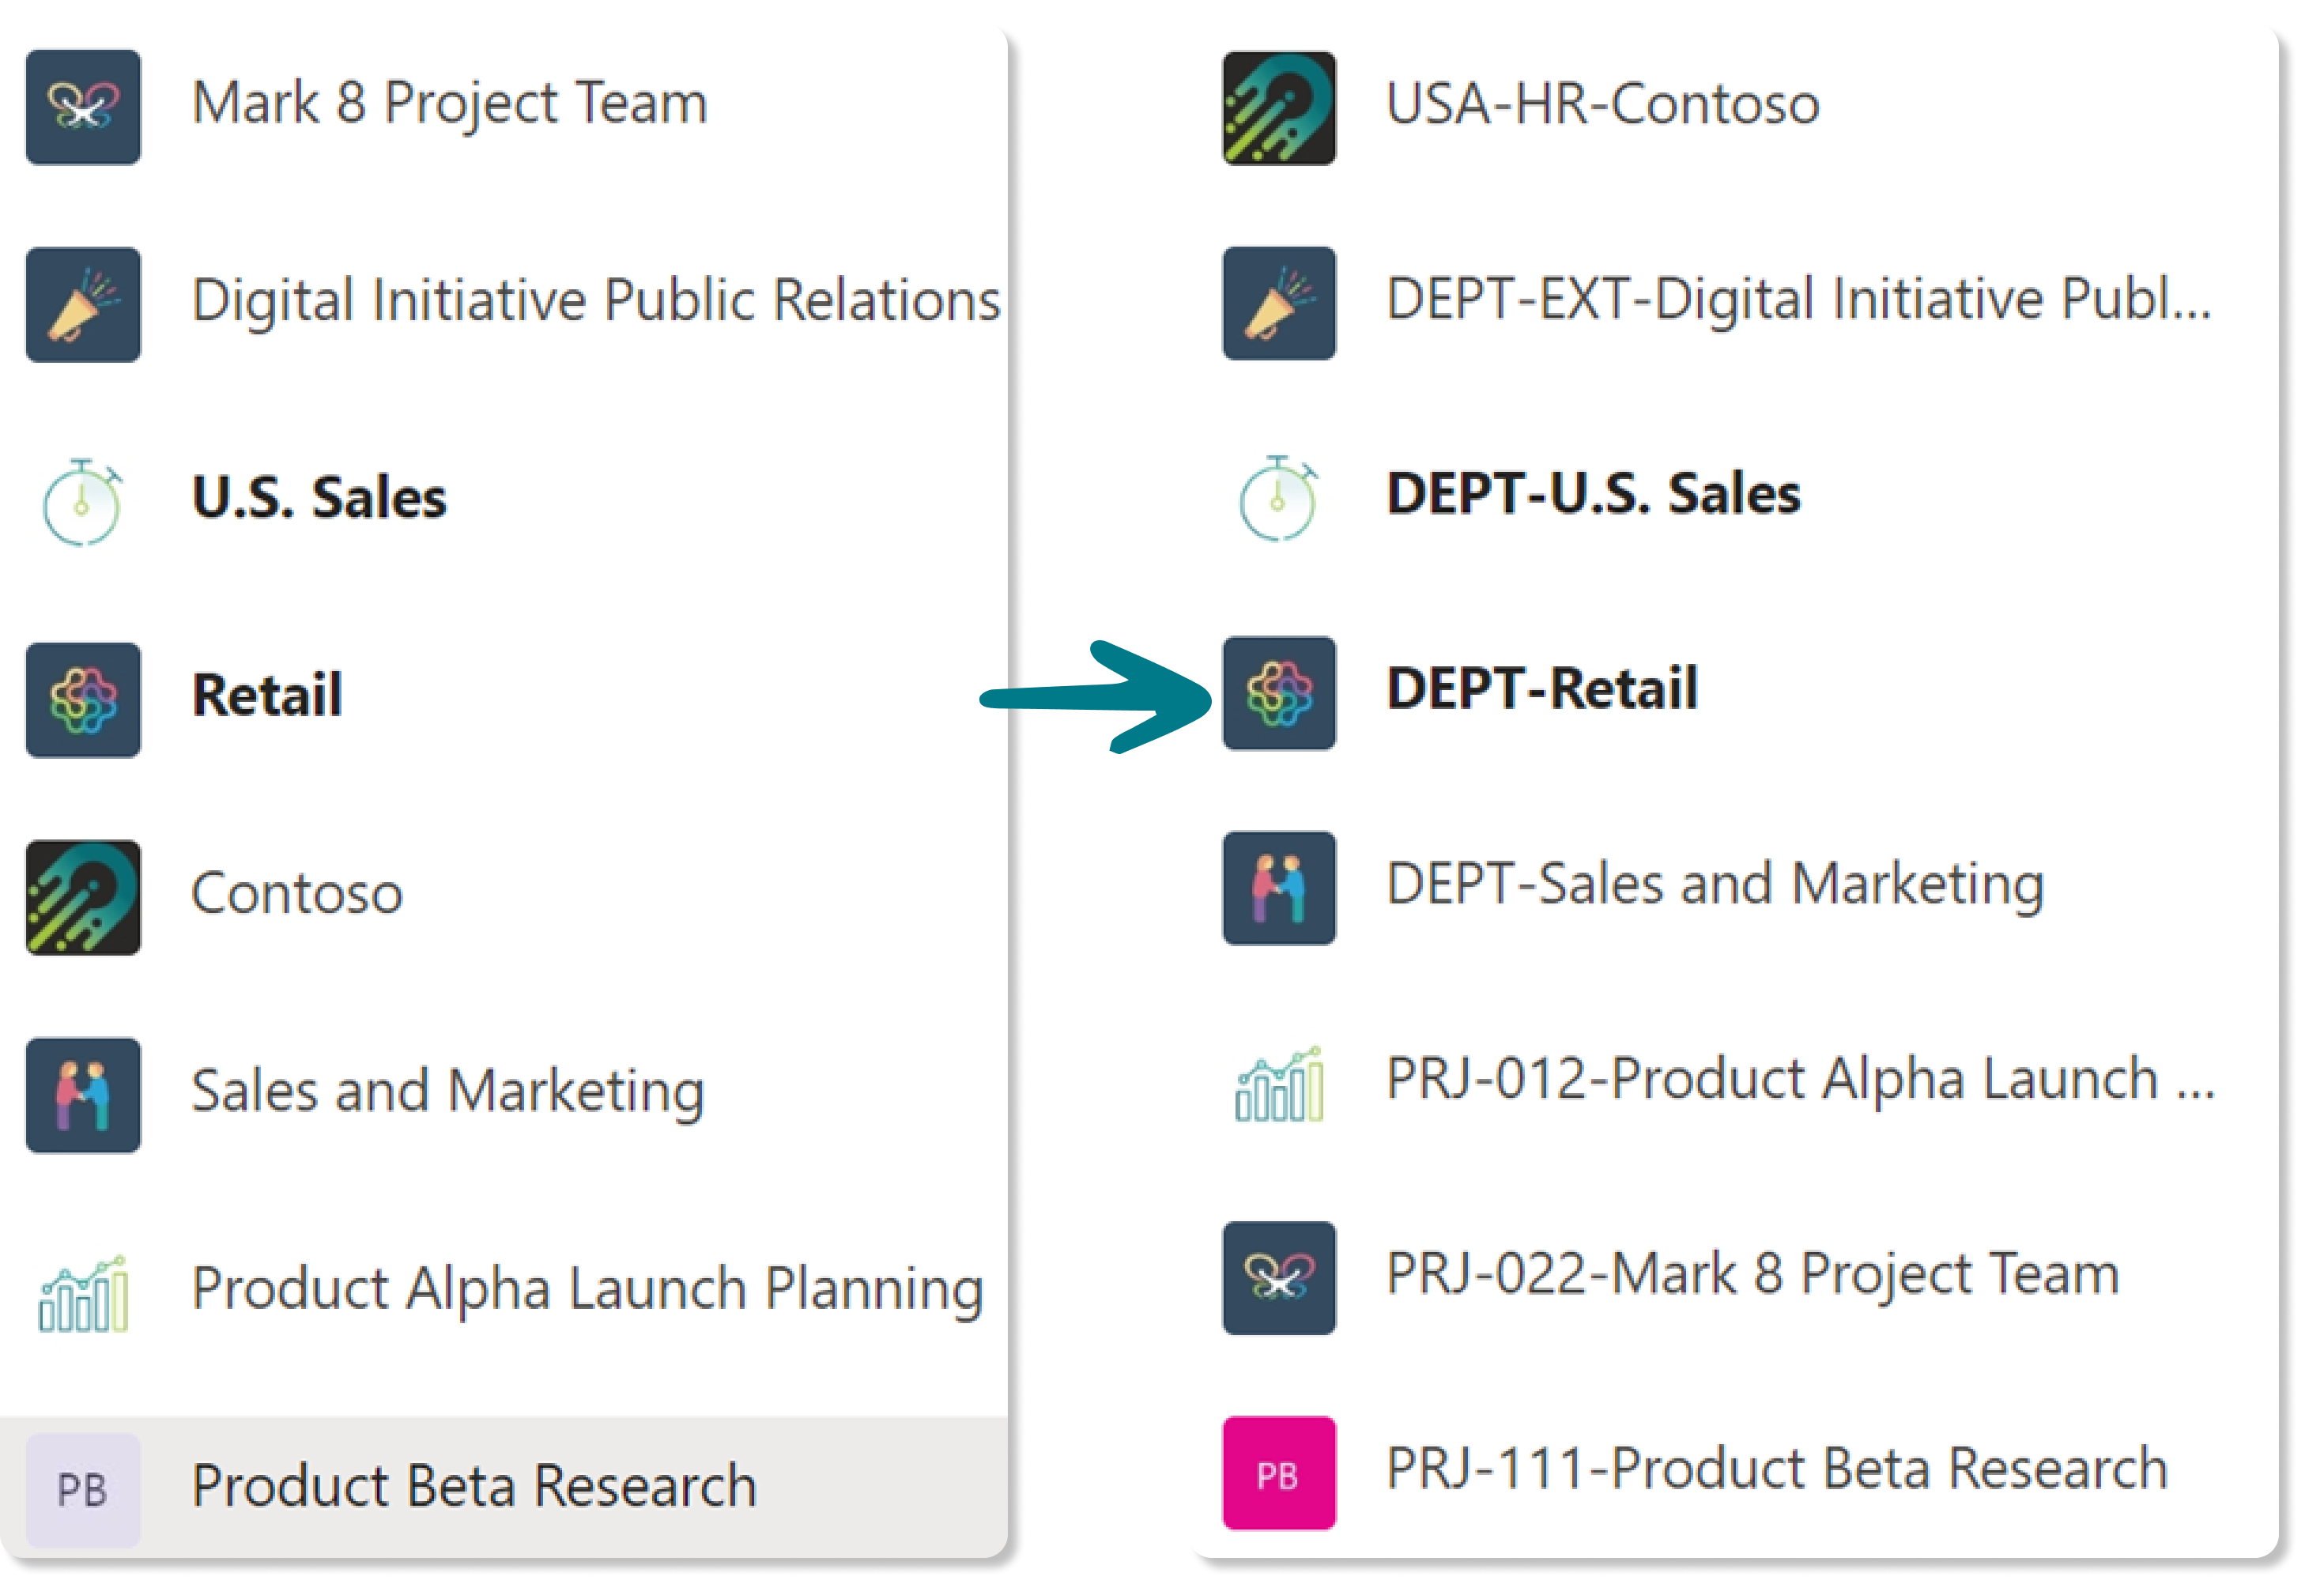 Mark 8 Project Team
Digital Initiative Public Relations
U.S. Sales
Retail
Contoso
Sales and Marketing
Product Alpha Launch Planning
PB
Product Beta Research
USA-HR-Contoso
DEPT-EXT-Digital Initiative Publ...
DEPT-U.S. Sales
DEPT-Retail
DEPT-Sales and Marketing
PRJ-012-Product Alpha Launch ...
PRJ-022-Mark 8 Project Team
PB
PRJ-111-Product Beta Research